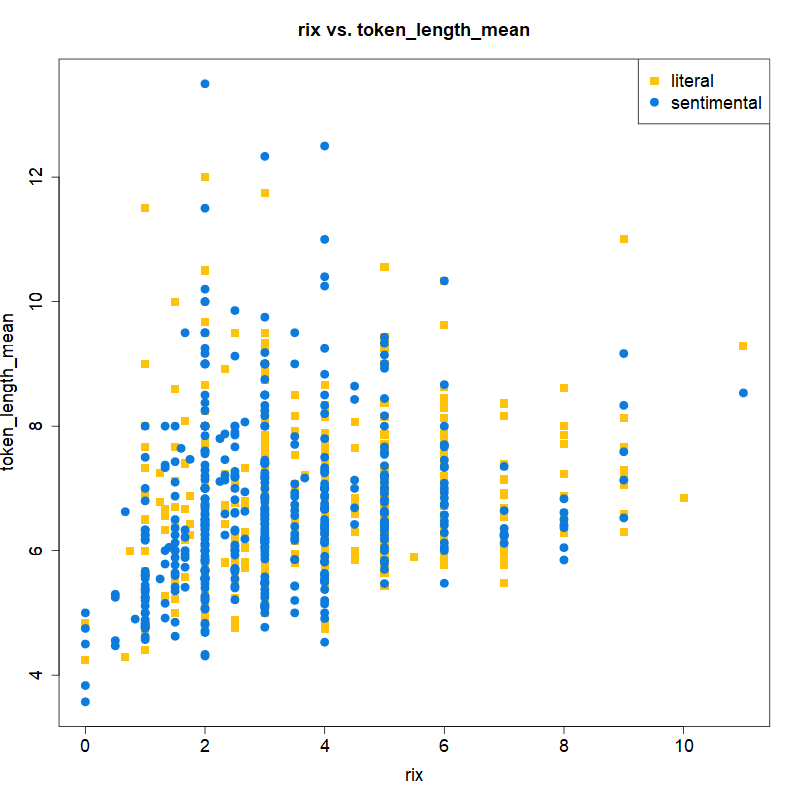 rix vs. token_length_mean
literal
sentimental
token_length_mean
12
10
8
6
4
0 2 4 6 8 10
rix